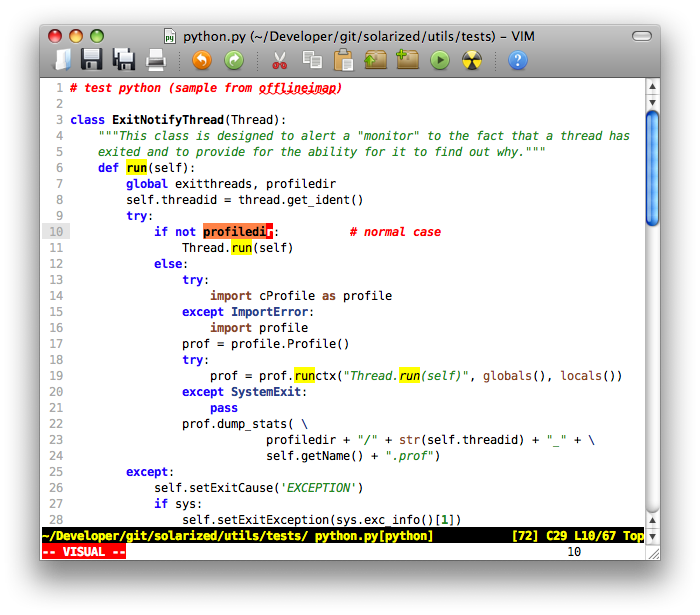 python.py (~/Developer/git/solarized/utils/tests) – VIM
1 # test python (sample from offlineimap)
2
3 class ExitNotifyThread(Thread):
4     """This class is designed to alert a "monitor" to the fact that a thread has
5     exited and to provide for the ability for it to find out why."""
6     def run(self):
7         global exitthreads, profiledir
8         self.threadid = thread.get_ident()
9         try:
10             if not profiledir:          # normal case
11                 Thread.run(self)
12             else:
13                 try:
14                     import cProfile as profile
15                 except ImportError:
16                     import profile
17                 prof = profile.Profile()
18                 try:
19                     prof = prof.runctx("Thread.run(self)", globals(), locals())
20                 except SystemExit:
21                     pass
22                 prof.dump_stats( \
23                             profiledir + "/" + str(self.threadid) + "_" + \
24                             self.getName() + ".prof")
25         except:
26             self.setExitCause('EXCEPTION')
27             if sys:
28                 self.setExitException(sys.exc_info()[1])
~/Developer/git/solarized/utils/tests/ python.py[python] [72] C29 L10/67 Top
-- VISUAL -- 10